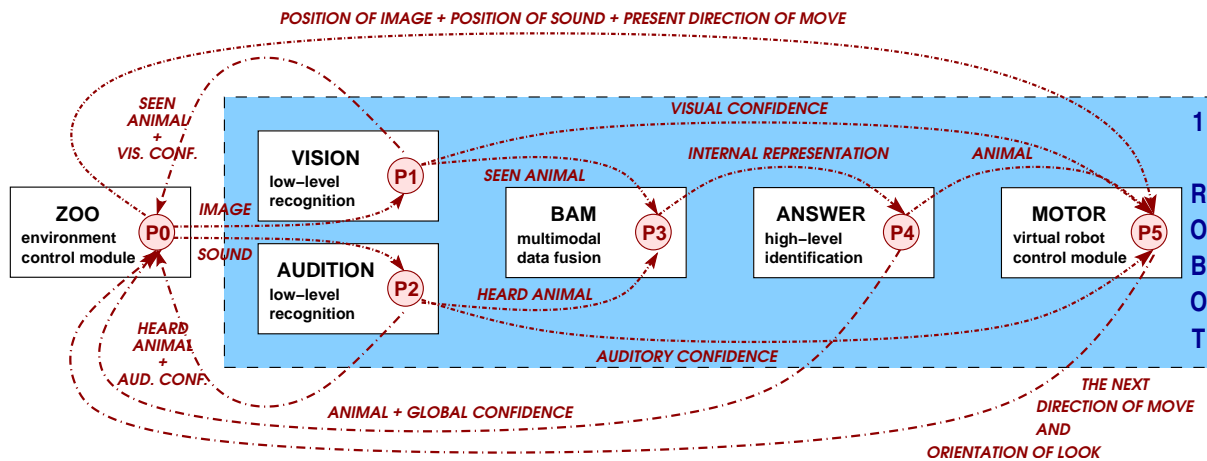 POSITION OF IMAGE + POSITION OF SOUND + PRESENT DIRECTION OF MOVE
SEEN
ANIMAL
+
VIS. CONF.
VISUAL CONFIDENCE
1 ROBOT
VISION
low–level
recognition
P1
SEEN ANIMAL
INTERNAL REPRESENTATION
ANIMAL
ZOO
environment
control module
P0
IMAGE
SOUND
BAM
multimodal
data fusion
P3
ANSWER
high–level
identification
P4
MOTOR
virtual robot
control module
P5
AUDITION
low–level
recognition
P2
HEARD ANIMAL
HEARD
ANIMAL
+
AUD. CONF.
AUDITORY CONFIDENCE
ANIMAL + GLOBAL CONFIDENCE
THE NEXT
DIRECTION OF MOVE
AND
ORIENTATION OF LOOK